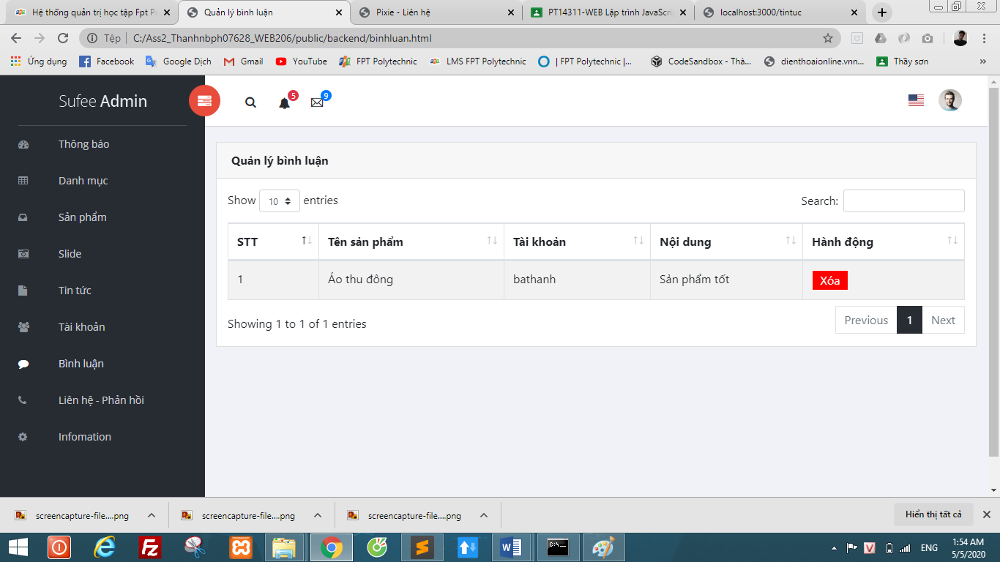 Hệ thống quản trị học tập Fpt Po
Quản lý bình luận
Pixie - Liên hệ
PT14311-WEB Lập trình JavaScri
localhost:3000/tintuc
Tệp
C:/Ass2_Thanhnbph07628_WEB206/public/backend/binhluan.html
Ứng dụng
Facebook
Google Dịch
Gmail
YouTube
FPT Polytechnic
LMS FPT Polytechnic
| FPT Polytechnic |...
CodeSandbox - Thà...
dienthoaionline.vnn...
Thầy sơn
»
Sufee Admin
5
9
Thông báo
Danh mục
Sản phẩm
Slide
Tin tức
Tài khoản
Bình luận
Liên hệ - Phản hồi
Infomation
Quản lý bình luận
Show 10 entries
Search:
STT Tên sản phẩm Tài khoản Nội dung Hành động
1 Áo thu đông bathanh Sản phẩm tốt Xóa
Showing 1 to 1 of 1 entries
Previous 1 Next
screencapture-file....png
screencapture-file....png
screencapture-file....png
Hiển thị tất cả
ENG
1:54 AM
5/5/2020